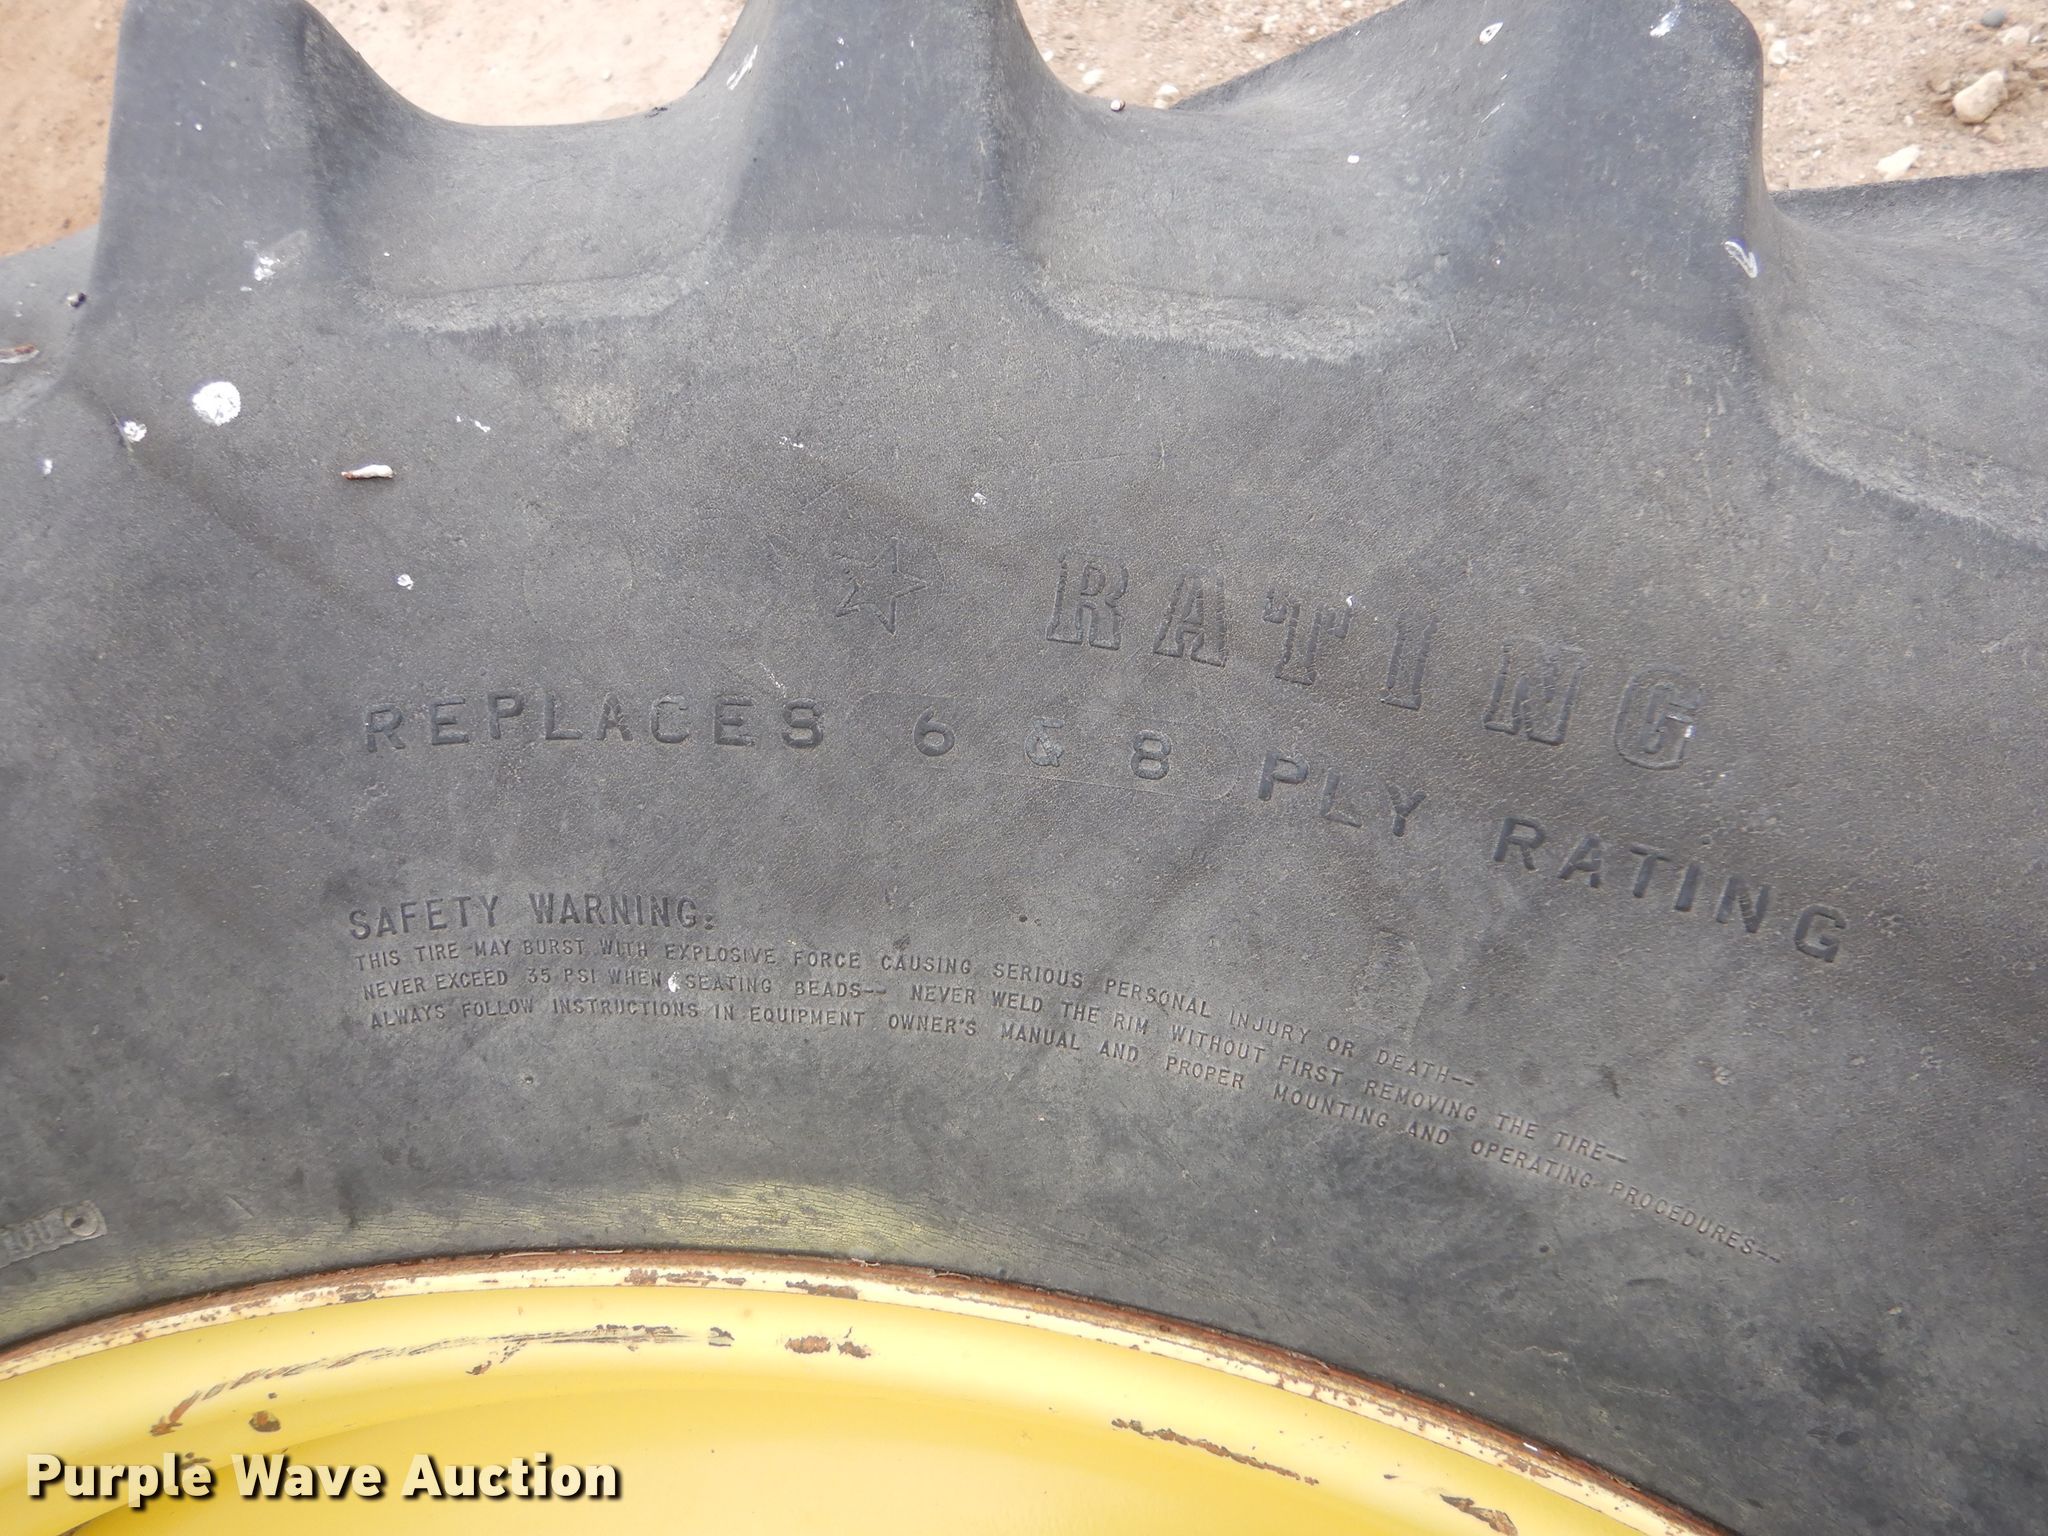 ☆ RATING
REPLACES 6 & 8 PLY RATING
SAFETY WARNING:
THIS TIRE MAY BURST WITH EXPLOSIVE FORCE CAUSING SERIOUS PERSONAL INJURY OR DEATH--
NEVER EXCEED 35 PSI WHEN SEATING BEADS-- NEVER WELD THE RIM WITHOUT FIRST REMOVING THE TIRE--
ALWAYS FOLLOW INSTRUCTIONS IN EQUIPMENT OWNER'S MANUAL AND PROPER MOUNTING AND OPERATING PROCEDURES--
Purple Wave Auction